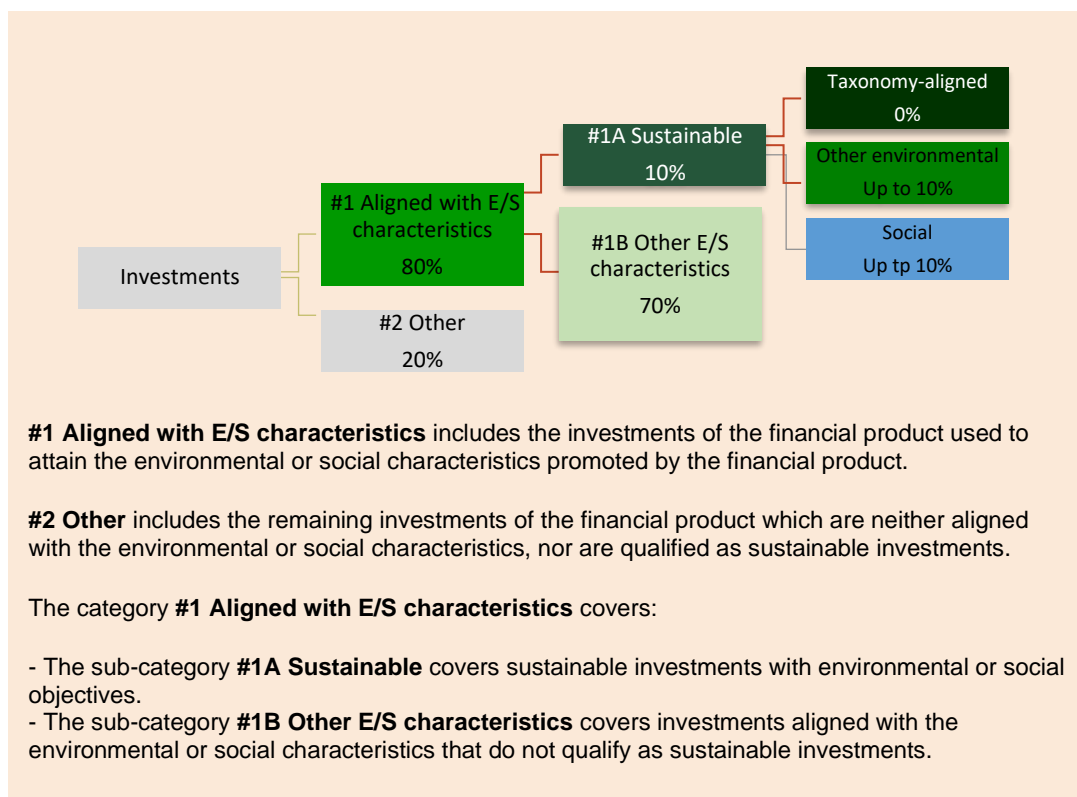 Taxonomy-aligned
0%
#1A Sustainable
10%
Other environmental
Up to 10%
#1 Aligned with E/S
characteristics
80%
#1B Other E/S
characteristics
70%
Social
Up tp 10%
Investments
#2 Other
20%
#1 Aligned with E/S characteristics includes the investments of the financial product used to
attain the environmental or social characteristics promoted by the financial product.
#2 Other includes the remaining investments of the financial product which are neither aligned
with the environmental or social characteristics, nor are qualified as sustainable investments.
The category #1 Aligned with E/S characteristics covers:
- The sub-category #1A Sustainable covers sustainable investments with environmental or social
objectives.
- The sub-category #1B Other E/S characteristics covers investments aligned with the
environmental or social characteristics that do not qualify as sustainable investments.